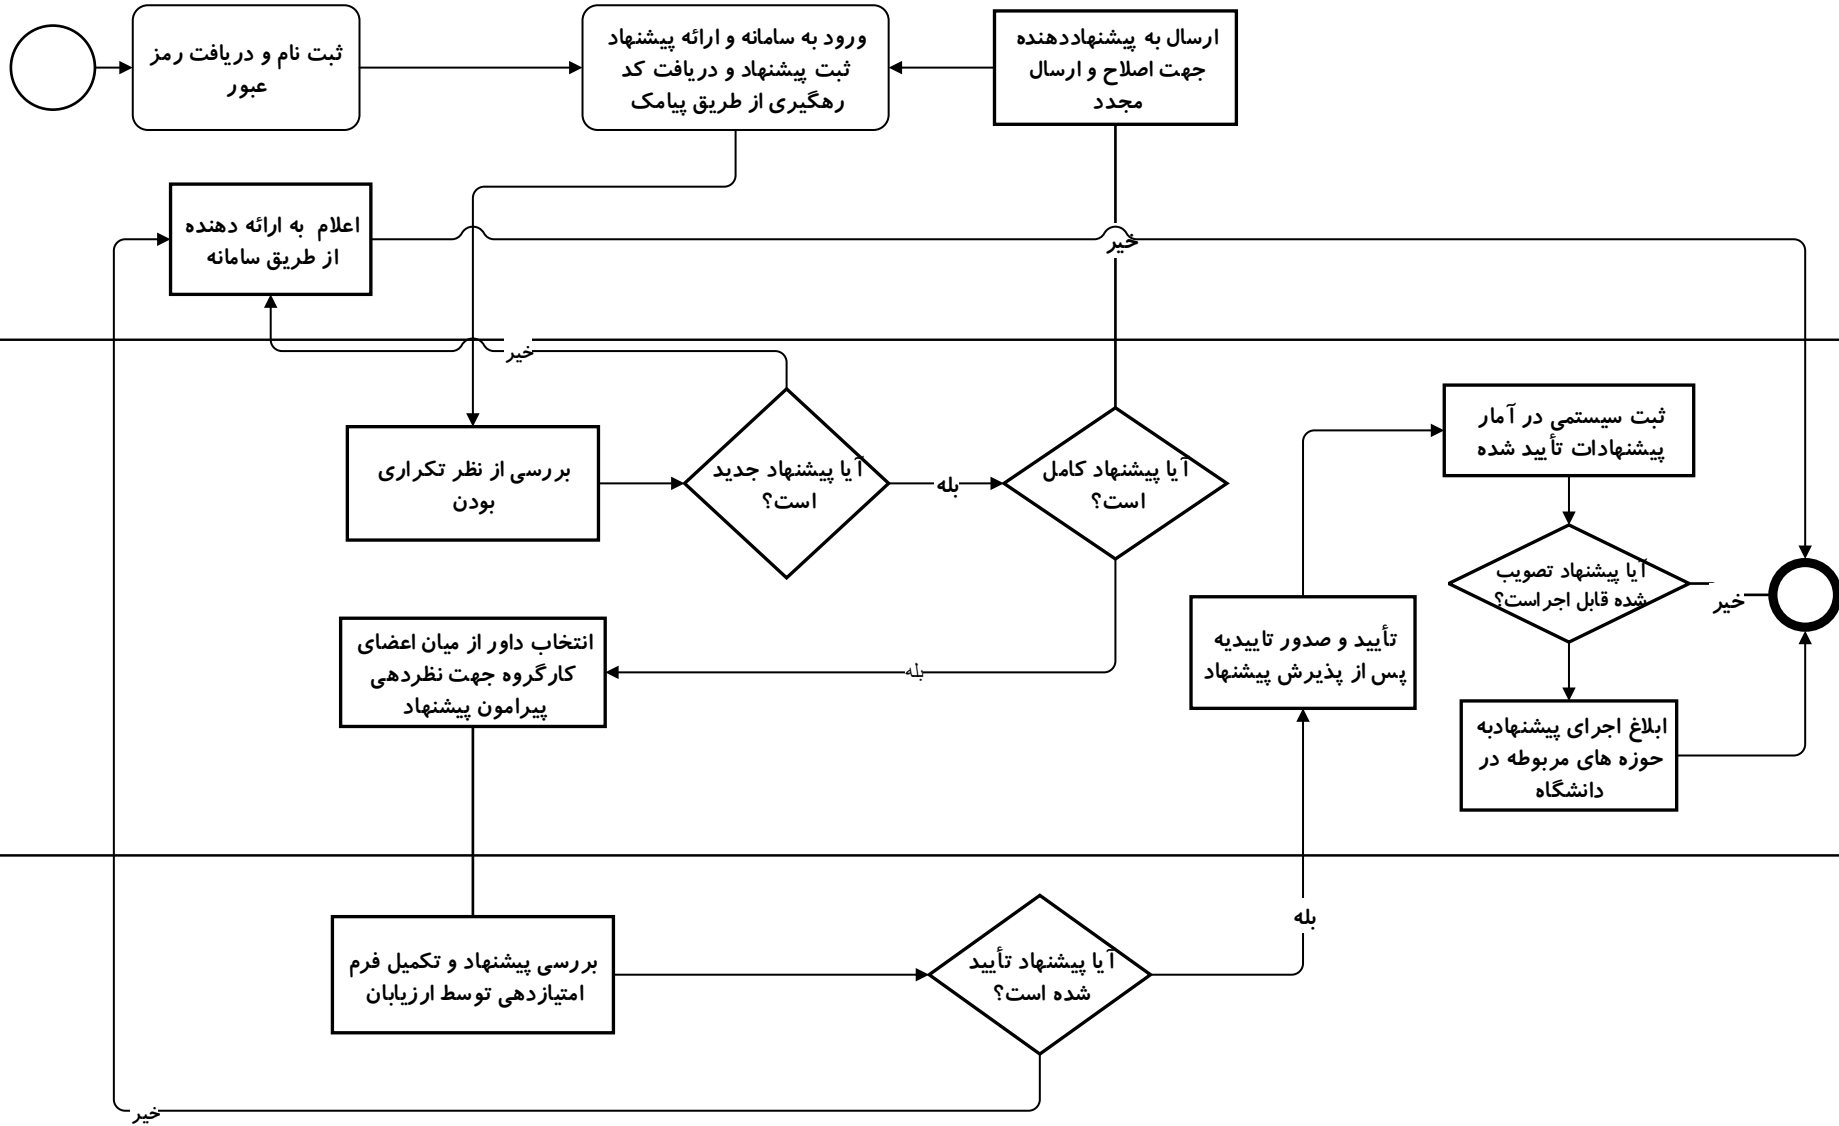 ثبت نام و دریافت رمز
عبور
ورود به سامانه و ارائه پیشنهاد
ثبت پیشنهاد و دریافت کد
رهگیری از طریق پیامک
ارسال به پیشنهاددهنده
جهت اصلاح و ارسال
مجدد
اعلام به ارائه دهنده
از طریق سامانه
خیر
خیر
بررسی از نظر تکراری
بودن
آیا پیشنهاد جدید
است؟
بله
آیا پیشنهاد کامل
است؟
ثبت سیستمی در آمار
پیشنهادات تأیید شده
آیا پیشنهاد تصویب
شده قابل اجراست؟
خیر
انتخاب داور از میان اعضای
کارگروه جهت نظردهی
پیرامون پیشنهاد
بله
تأیید و صدور تاییدیه
پس از پذیرش پیشنهاد
ابلاغ اجرای پیشنهادبه
حوزه های مربوطه در
دانشگاه
بررسی پیشنهاد و تکمیل فرم
امتیازدهی توسط ارزیابان
آیا پیشنهاد تأیید
شده است؟
بله
خیر